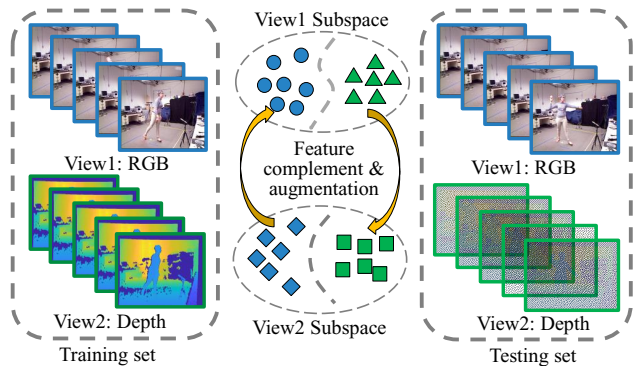 View1 Subspace
View1: RGB
Feature
complement &
augmentation
View1: RGB
View2: Depth
View2 Subspace
View2: Depth
Training set
Testing set